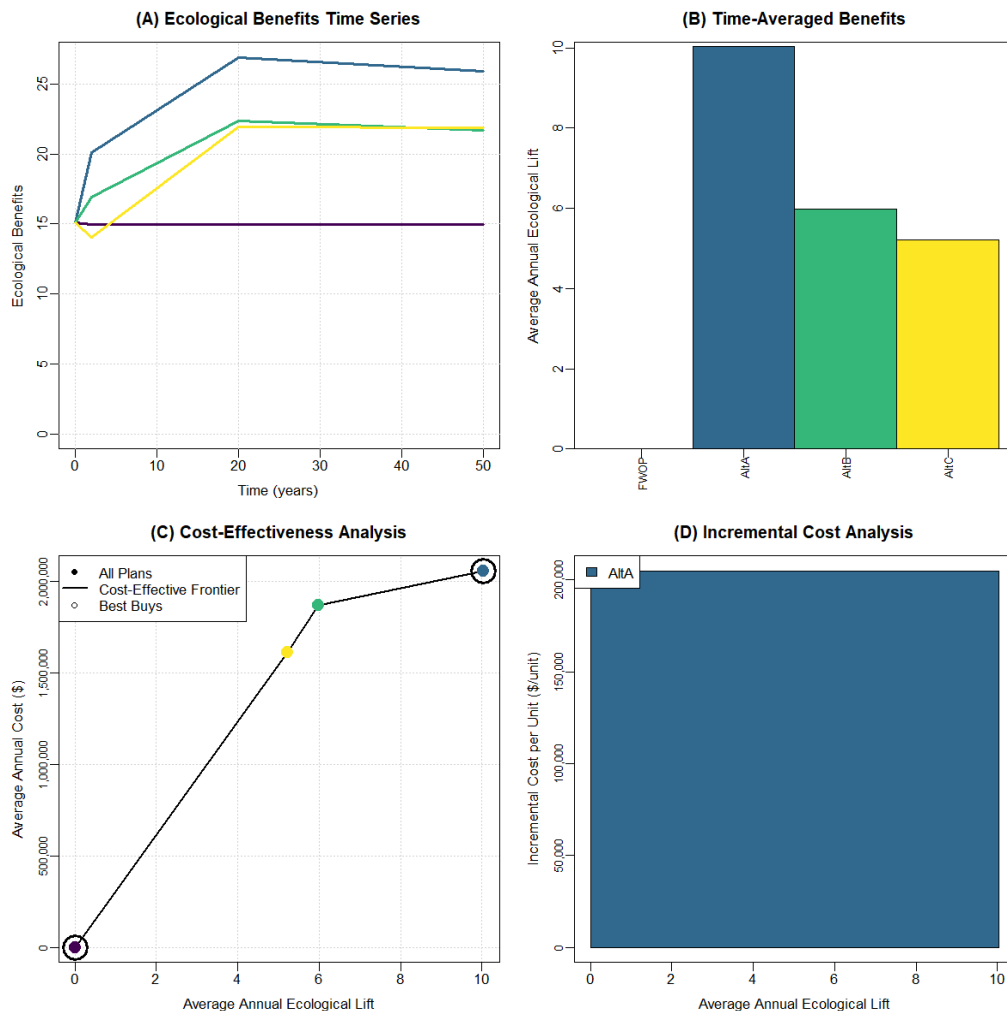 (A) Ecological Benefits Time Series
Ecological Benefits
0
5
10
15
20
25
0 10 20 30 40 50
Time (years)
(B) Time-Averaged Benefits
Average Annual Ecological Lift
0
2
4
6
8
10
FWOP AltA AltB AltC
(C) Cost-Effectiveness Analysis
All Plans
Cost-Effective Frontier
Best Buys
Average Annual Cost ($)
0
500,000
1,000,000
1,500,000
2,000,000
0 2 4 6 8 10
Average Annual Ecological Lift
(D) Incremental Cost Analysis
AltA
Incremental Cost per Unit ($/unit)
0
50,000
100,000
150,000
200,000
0 2 4 6 8 10
Average Annual Ecological Lift